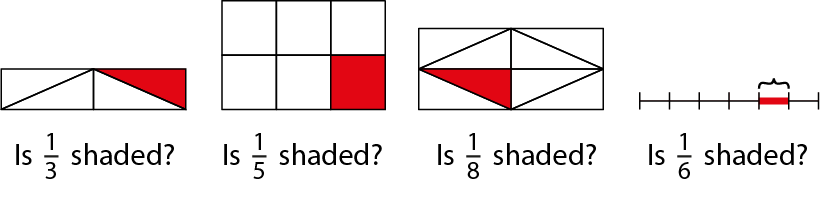 Is 1/3 shaded?
Is 1/5 shaded?
Is 1/8 shaded?
Is 1/6 shaded?